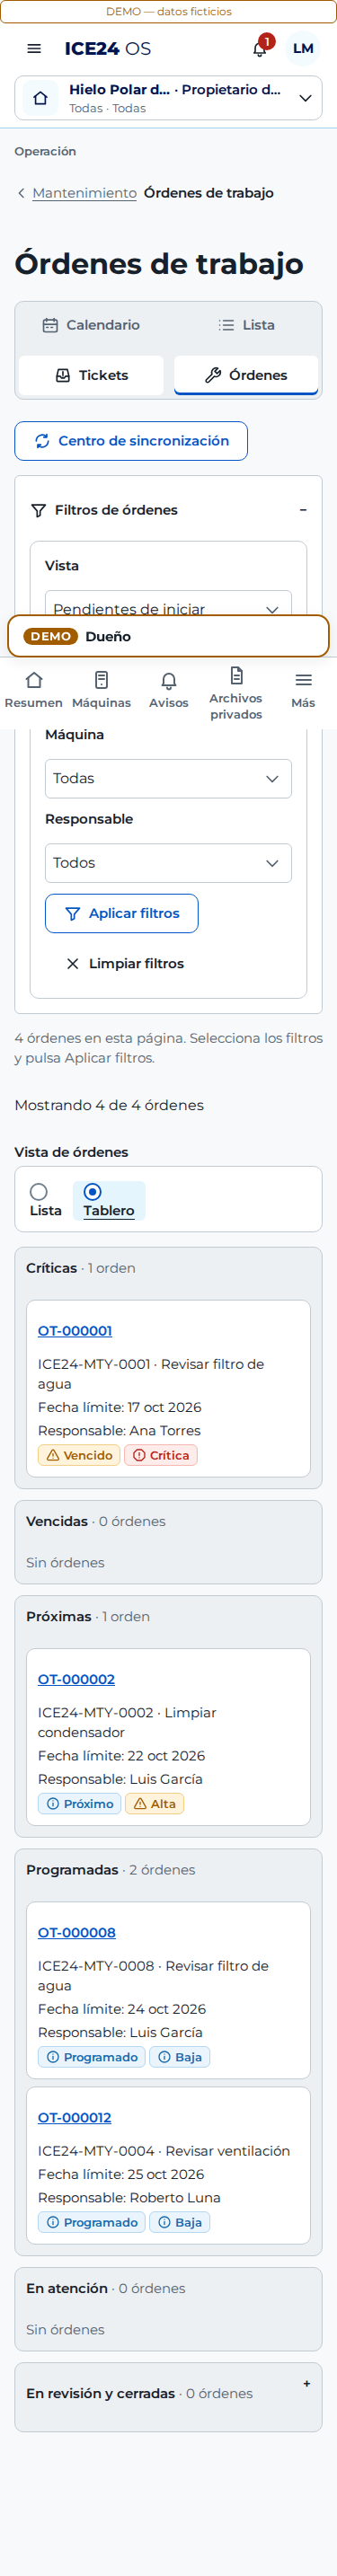 DEMO — datos ficticios
ICE24 OS
1
LM
Hielo Polar d... · Propietario d...
Todas · Todas
Operación
Mantenimiento Órdenes de trabajo
Órdenes de trabajo
Calendario
Lista
Tickets
Órdenes
Centro de sincronización
Filtros de órdenes
Vista
Pendientes de iniciar
DEMO Dueño
Resumen
Máquinas
Avisos
Archivos privados
Más
Máquina
Todas
Responsable
Todos
Aplicar filtros
Limpiar filtros
4 órdenes en esta página. Selecciona los filtros
y pulsa Aplicar filtros.
Mostrando 4 de 4 órdenes
Vista de órdenes
Lista
Tablero
Críticas · 1 orden
OT-000001
ICE24-MTY-0001 · Revisar filtro de
agua
Fecha límite: 17 oct 2026
Responsable: Ana Torres
Vencido
Crítica
Vencidas · 0 órdenes
Sin órdenes
Próximas · 1 orden
OT-000002
ICE24-MTY-0002 · Limpiar
condensador
Fecha límite: 22 oct 2026
Responsable: Luis García
Próximo
Alta
Programadas · 2 órdenes
OT-000008
ICE24-MTY-0008 · Revisar filtro de
agua
Fecha límite: 24 oct 2026
Responsable: Luis García
Programado
Baja
OT-000012
ICE24-MTY-0004 · Revisar ventilación
Fecha límite: 25 oct 2026
Responsable: Roberto Luna
Programado
Baja
En atención · 0 órdenes
Sin órdenes
En revisión y cerradas · 0 órdenes